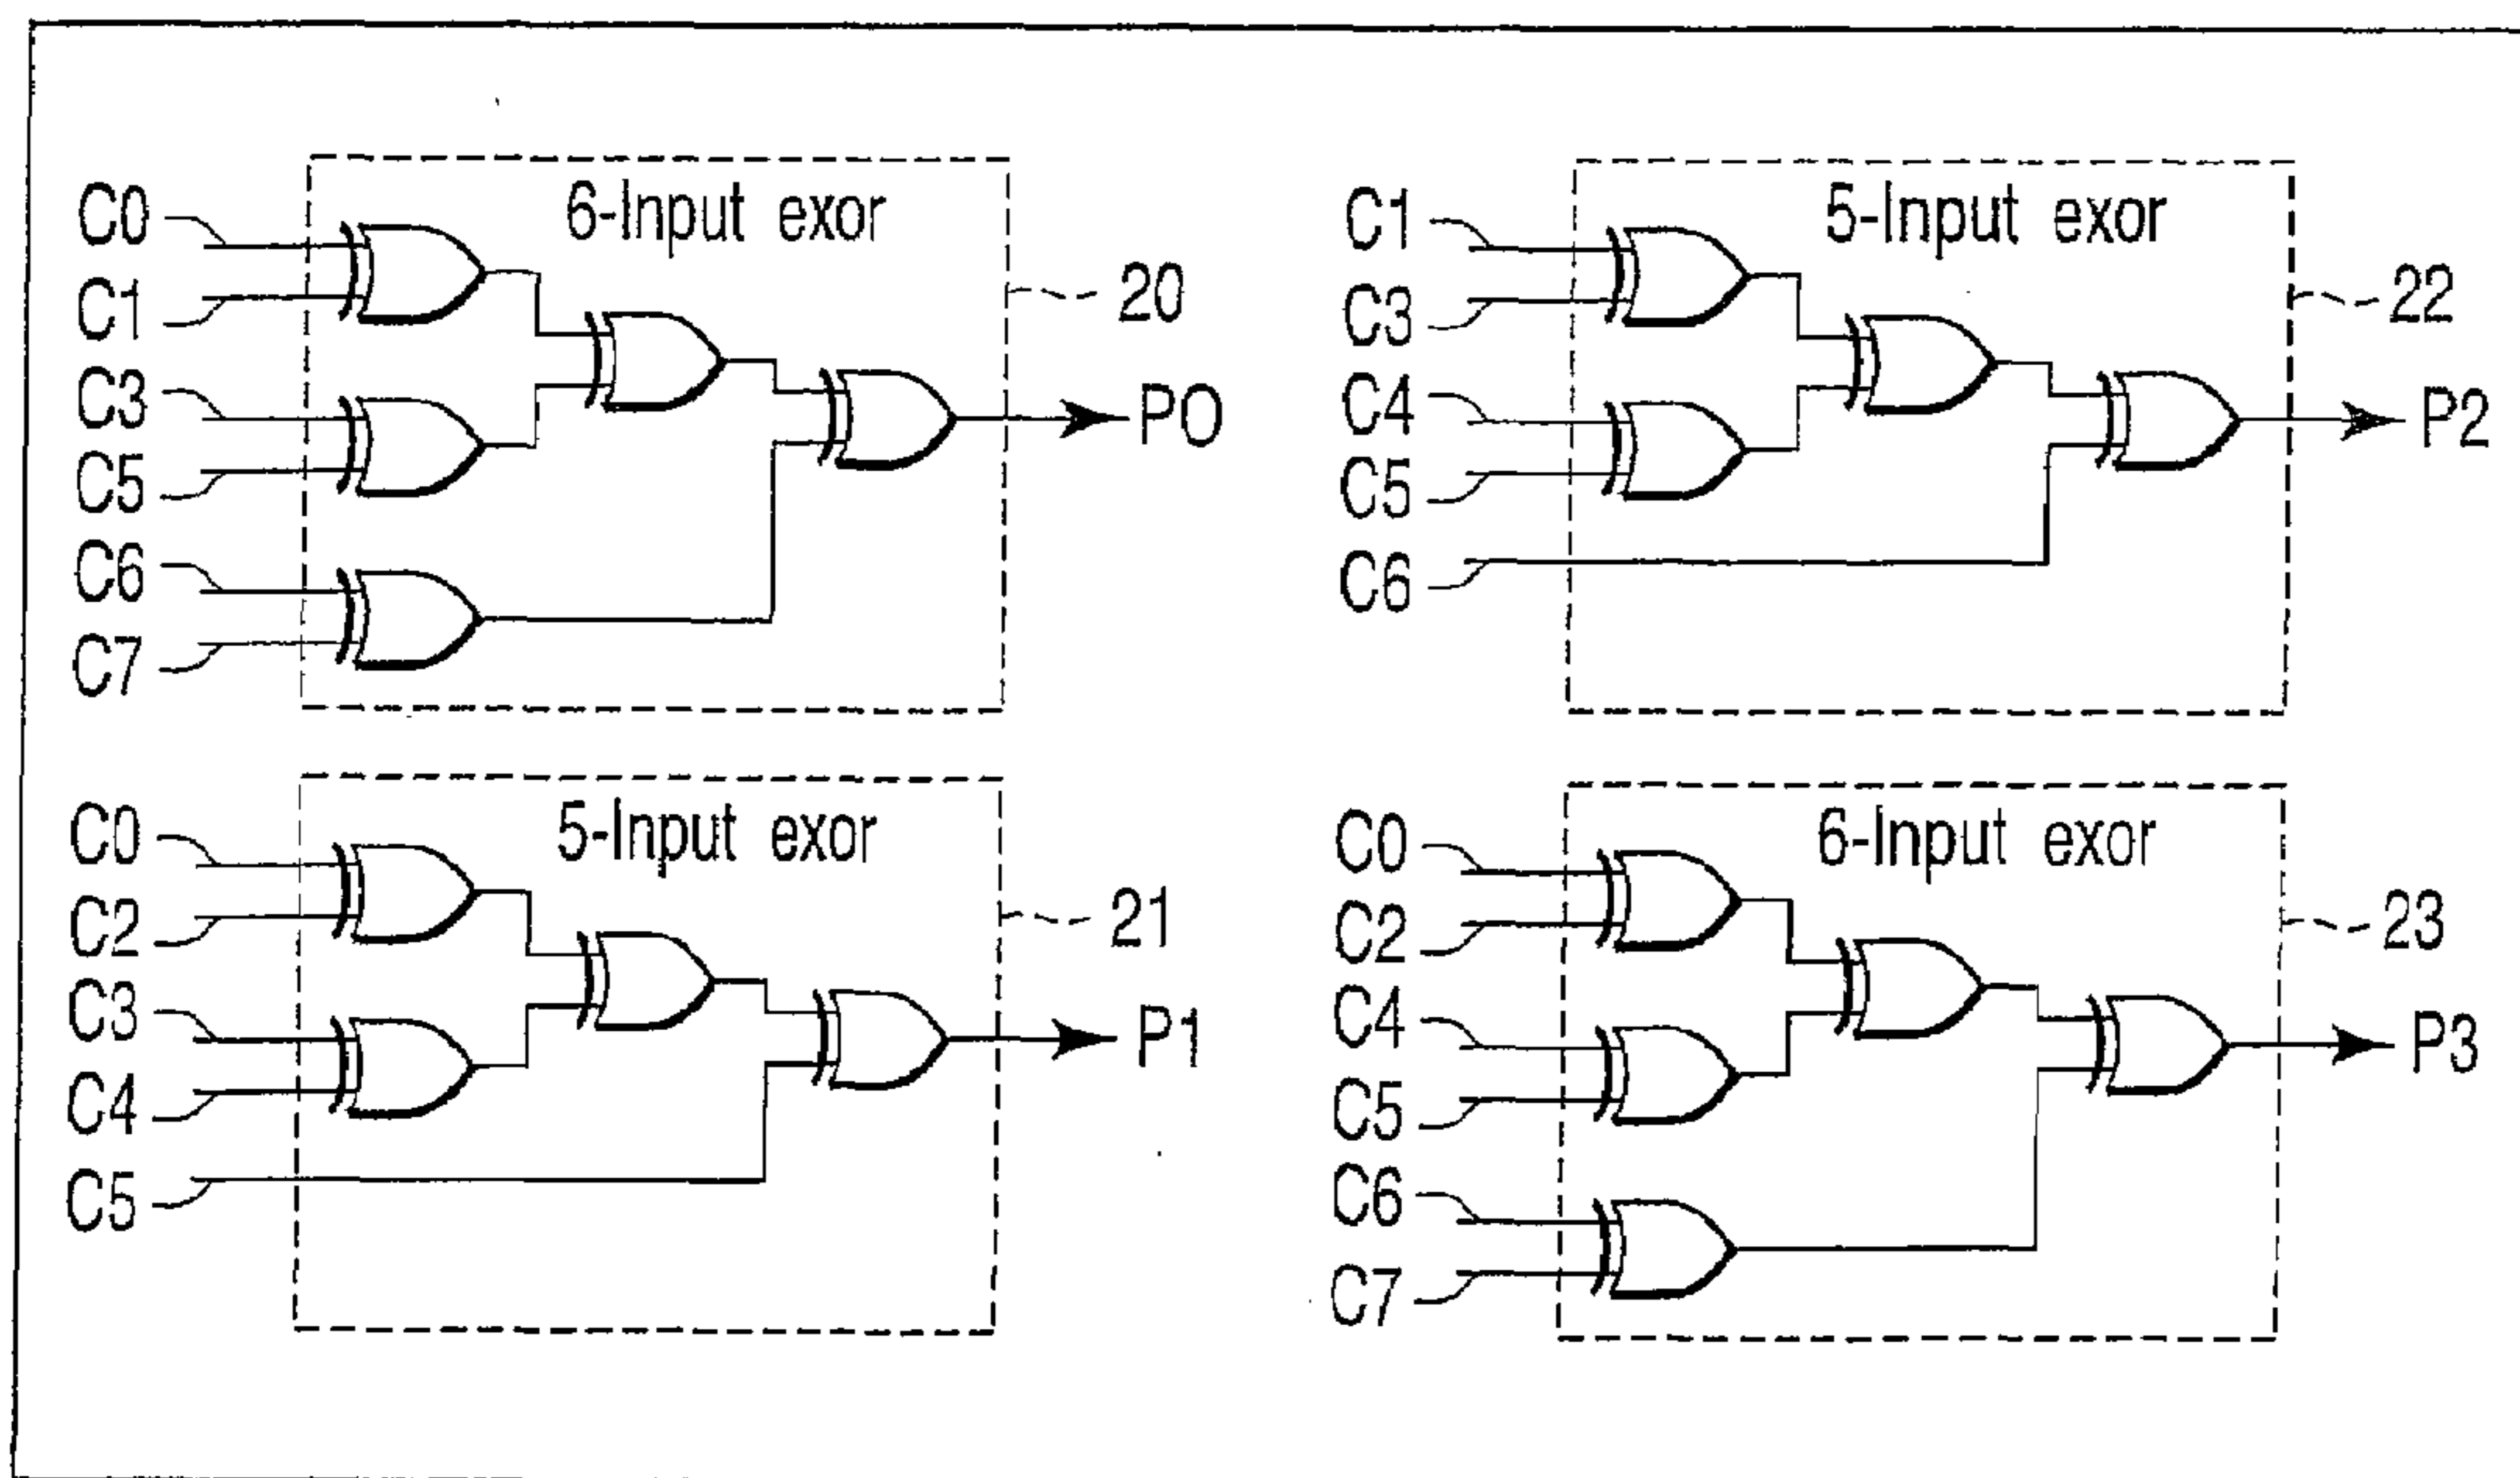 6-Input exor
C0
C1
C3
C5
C6
C7
20
P0
5-Input exor
C1
C3
C4
C5
C6
22
P2
5-Input exor
C0
C2
C3
C4
C5
21
P1
6-Input exor
C0
C2
C4
C5
C6
C7
23
P3